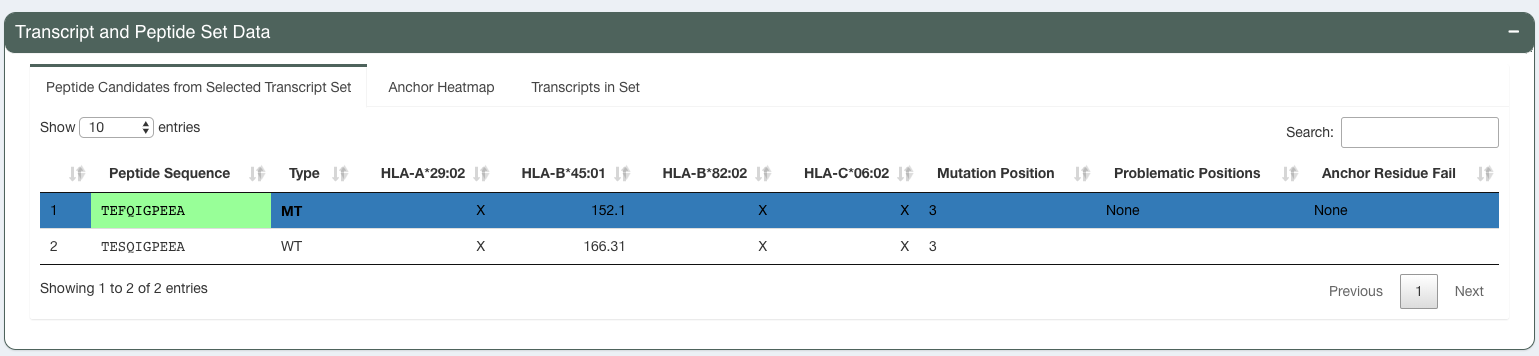 Transcript and Peptide Set Data
Peptide Candidates from Selected Transcript Set Anchor Heatmap Transcripts in Set
Show 10 entries
Search:
Peptide Sequence Type HLA-A*29:02 HLA-B*45:01 HLA-B*82:02 HLA-C*06:02 Mutation Position Problematic Positions Anchor Residue Fail
1 TEFQIGPEEA MT X 152.1 X X 3 None None
2 TESQIGPEEA WT X 166.31 X X 3
Showing 1 to 2 of 2 entries
Previous 1 Next